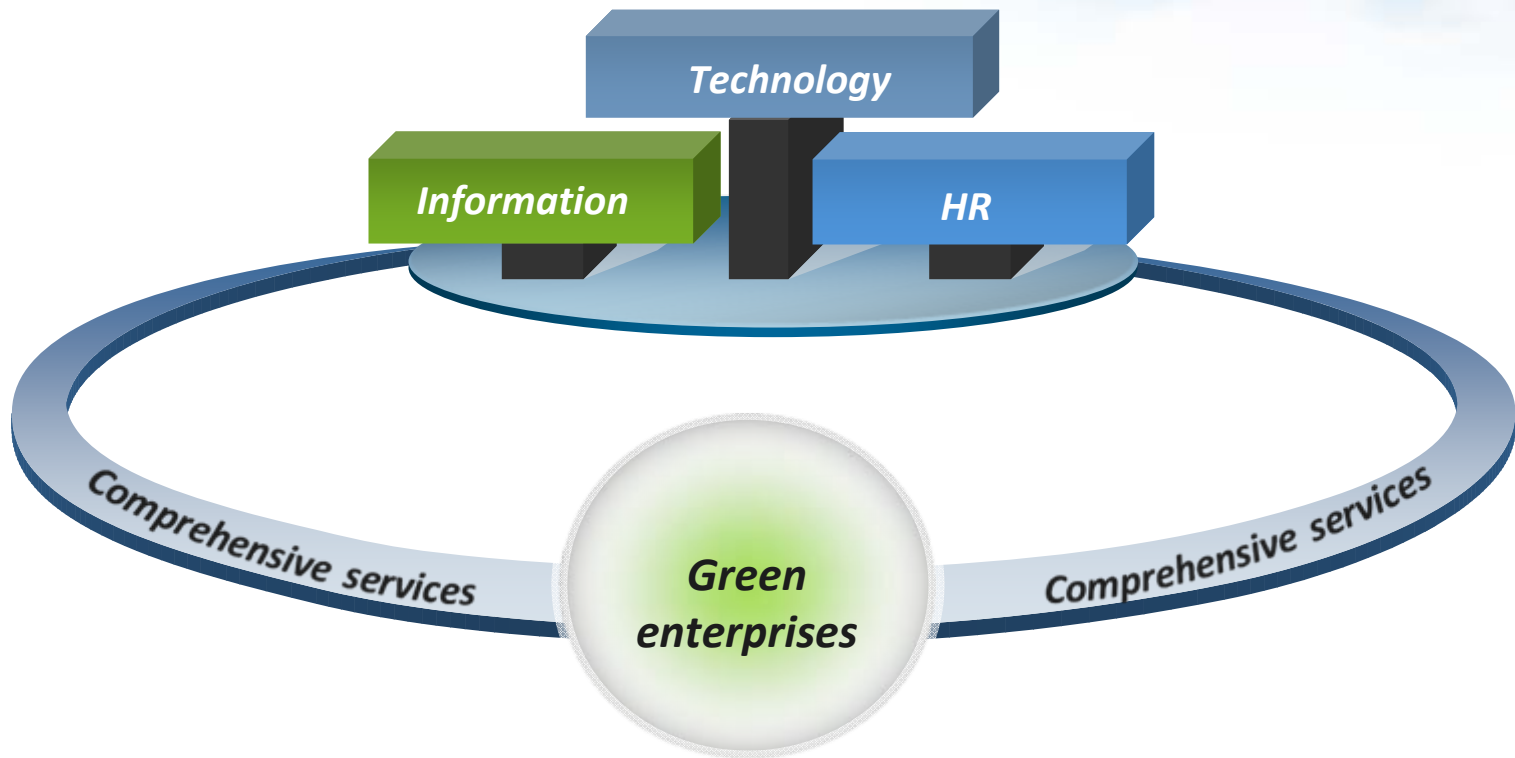 Technology
Information
HR
Comprehensive services
Comprehensive services
Green
enterprises